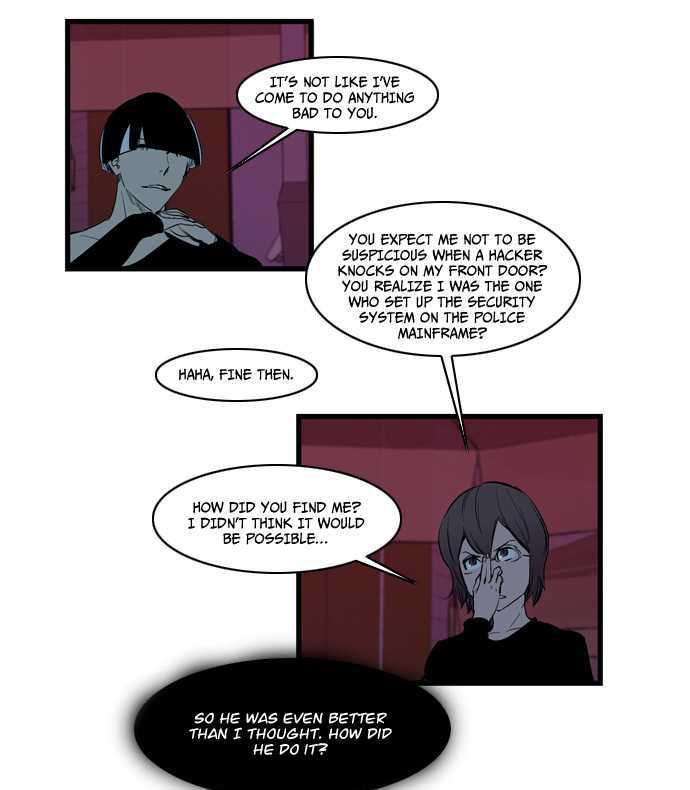 IT'S NOT LIKE I'VE
COME TO DO ANYTHING
BAD TO YOU.
YOU EXPECT ME NOT TO BE
SUSPICIOUS WHEN A HACKER
KNOCKS ON MY FRONT DOOR?
YOU REALIZE I WAS THE ONE
WHO SET UP THE SECURITY
SYSTEM ON THE POLICE
MAINFRAME?
HAHA, FINE THEN.
HOW DID YOU FIND ME?
I DIDN'T THINK IT WOULD
BE POSSIBLE...
SO HE WAS EVEN BETTER
THAN I THOUGHT. HOW DID
HE DO IT?